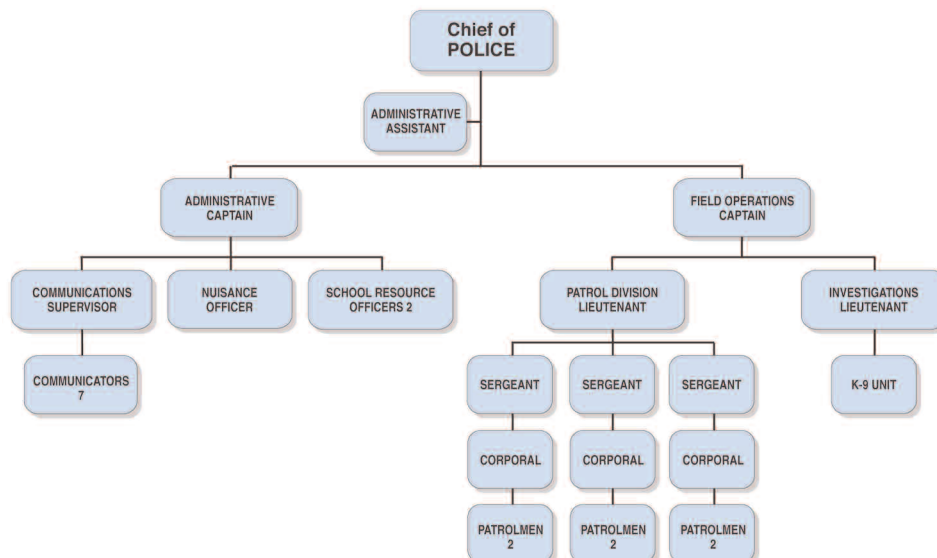 Chief of
POLICE
ADMINISTRATIVE
ASSISTANT
ADMINISTRATIVE
CAPTAIN
FIELD OPERATIONS
CAPTAIN
COMMUNICATIONS
SUPERVISOR
NUISANCE
OFFICER
SCHOOL RESOURCE
OFFICERS 2
PATROL DIVISION
LIEUTENANT
INVESTIGATIONS
LIEUTENANT
COMMUNICATORS
7
SERGEANT
SERGEANT
SERGEANT
K-9 UNIT
CORPORAL
CORPORAL
CORPORAL
PATROLMEN
2
PATROLMEN
2
PATROLMEN
2